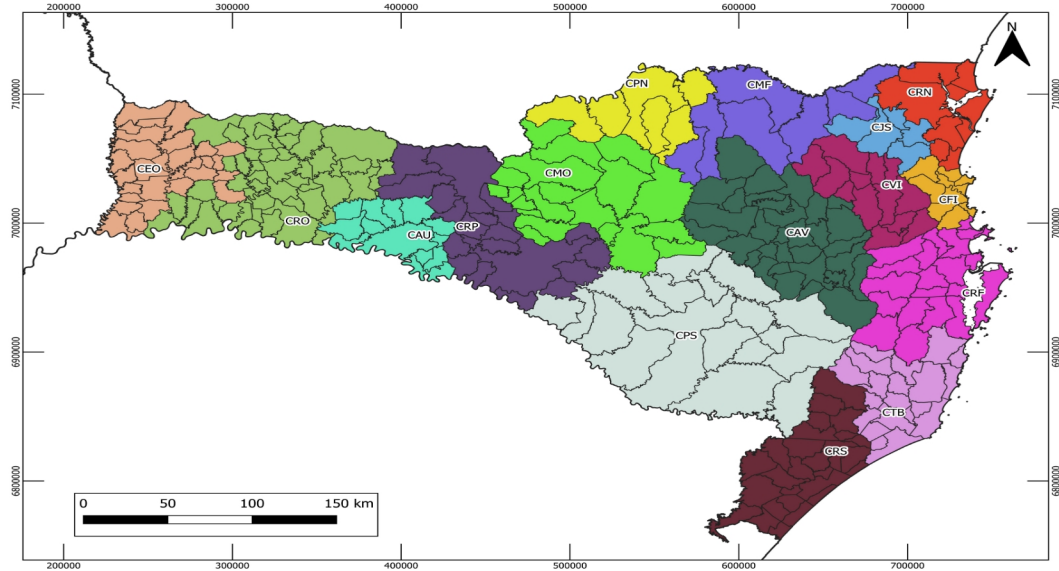 200000 300000 400000 500000 600000 700000
N
7100000 7100000
CPN CMF CRN
CJS
CEO CMO CVI
CFI
7000000 CRO CAU CRP CAV 7000000
CRF
CPS
6900000 6900000
CTB
CRS
6800000 6800000
0 50 100 150 km
200000 300000 400000 500000 600000 700000